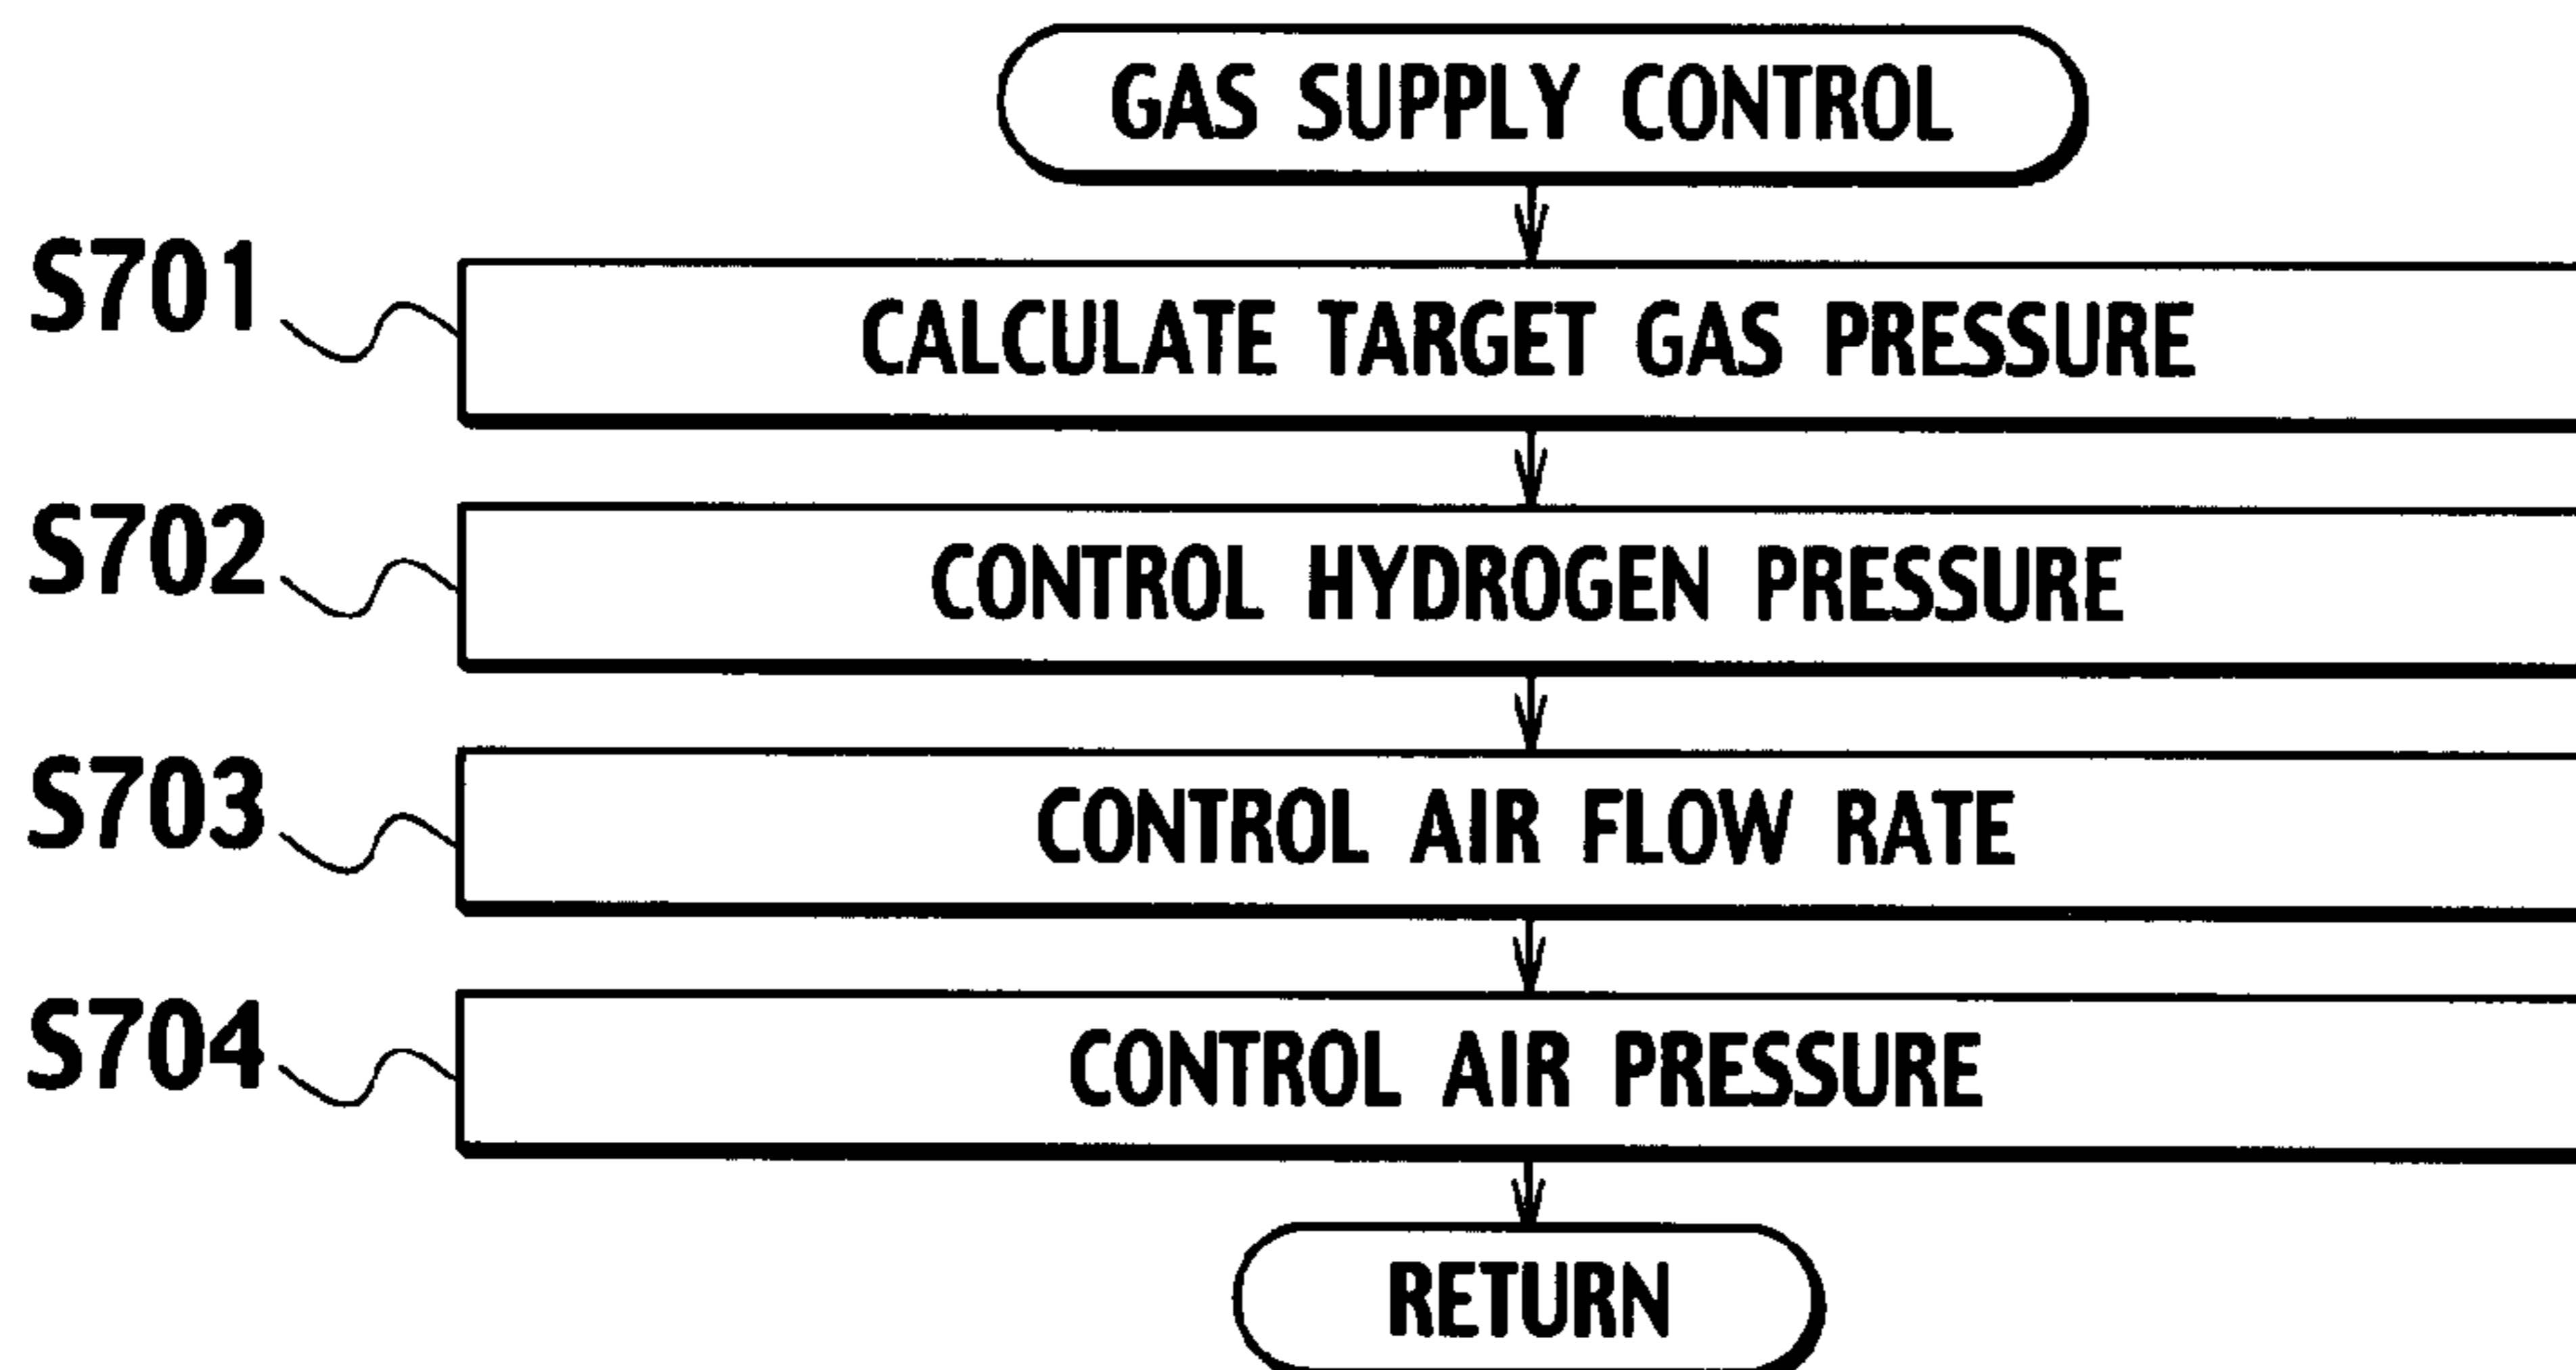 GAS SUPPLY CONTROL
S701
CALCULATE TARGET GAS PRESSURE
S702
CONTROL HYDROGEN PRESSURE
S703
CONTROL AIR FLOW RATE
S704
CONTROL AIR PRESSURE
RETURN